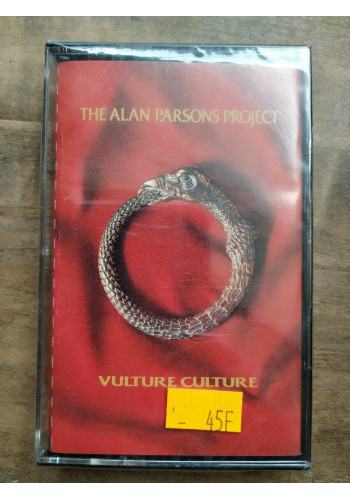 THE ALAN PARSONS PROJECT
VULTURE CULTURE
- 45F